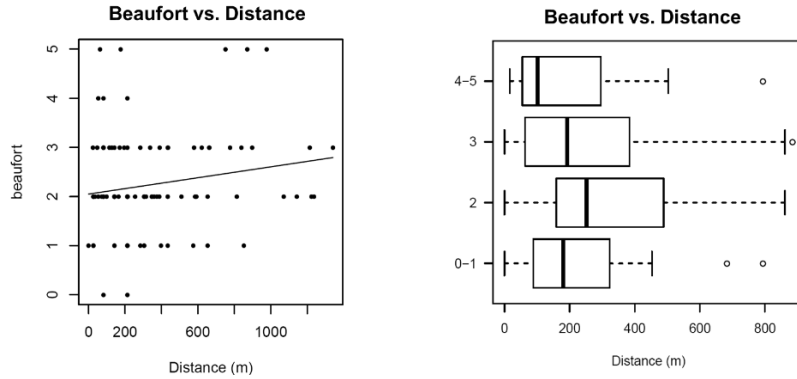 Beaufort vs. Distance
beaufort
5
4
3
2
1
0
0 200 600 1000
Distance (m)
Beaufort vs. Distance
4-5
3
2
0-1
0 200 400 600 800
Distance (m)